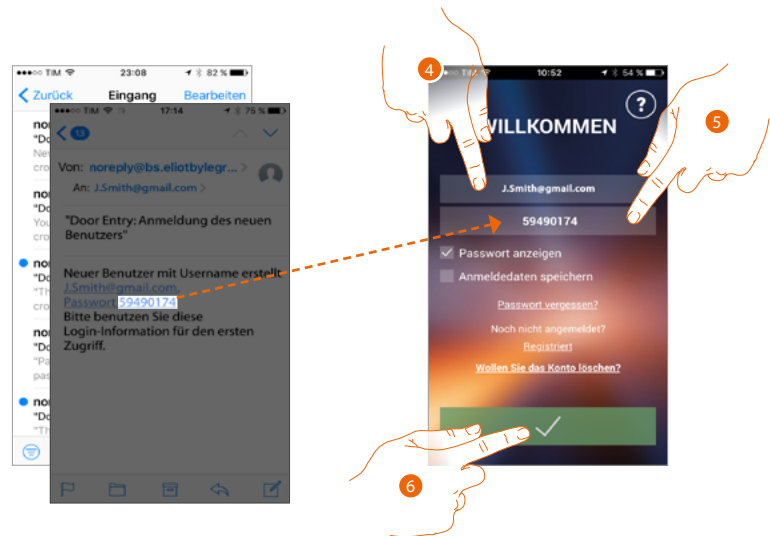 TIM 23:08 82 %
Zurück Eingang Bearbeiten
TIM 17:14 75 %
13
Von: noreply@bs.eliotbylegr... >
An: J.Smith@gmail.com >
"Door Entry: Anmeldung des neuen
Benutzers"
Neuer Benutzer mit Username erstellt
J.Smith@gmail.com,
Passwort 59490174
Bitte benutzen Sie diese
Login-Information für den ersten
Zugriff.
4
TIM 10:52 54 %
?
WILLKOMMEN
5
J.Smith@gmail.com
59490174
Passwort anzeigen
Anmeldedaten speichern
Passwort vergessen?
Noch nicht angemeldet?
Registriert
Wollen Sie das Konto löschen?
6